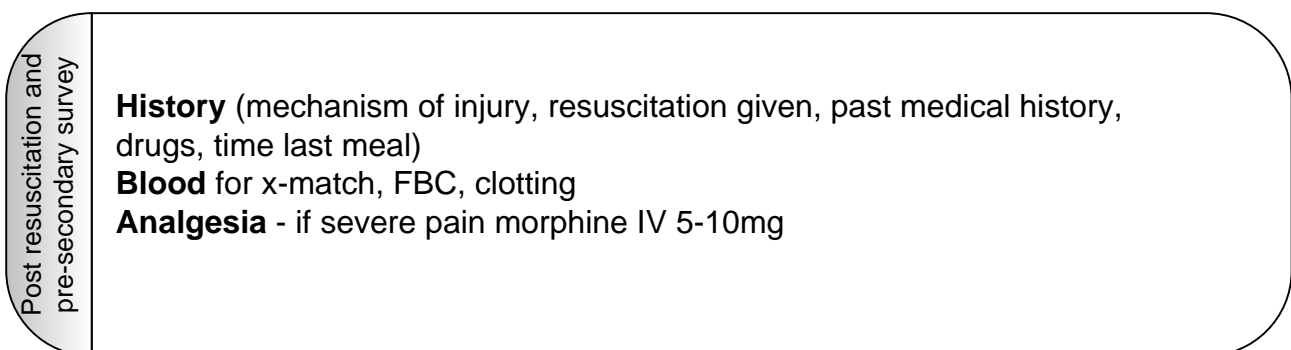 Post resuscitation and
pre-secondary survey
History (mechanism of injury, resuscitation given, past medical history,
drugs, time last meal)
Blood for x-match, FBC, clotting
Analgesia - if severe pain morphine IV 5-10mg